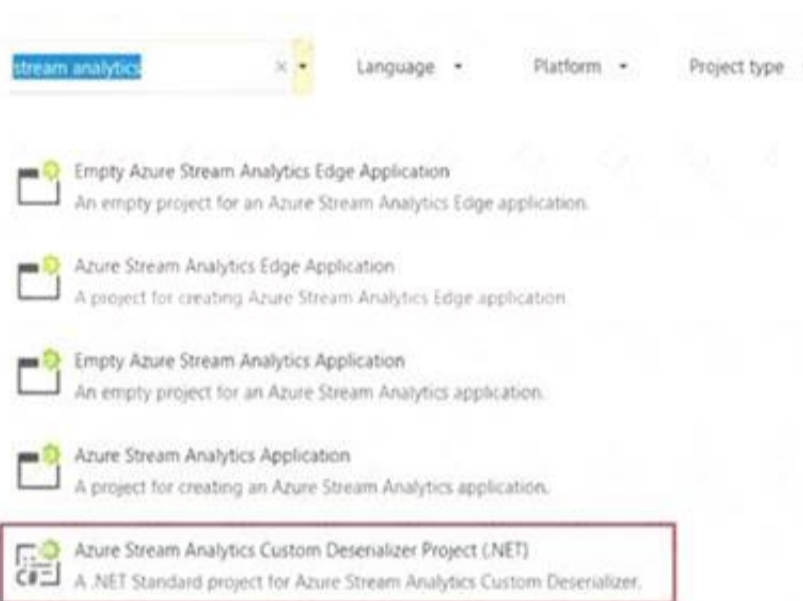 stream analytics
Language
Platform
Project type
Empty Azure Stream Analytics Edge Application
An empty project for an Azure Stream Analytics Edge application.
Azure Stream Analytics Edge Application
A project for creating Azure Stream Analytics Edge application
Empty Azure Stream Analytics Application
An empty project for an Azure Stream Analytics application.
Azure Stream Analytics Application
A project for creating an Azure Stream Analytics application.
Azure Stream Analytics Custom Deserializer Project (.NET)
C#
A .NET Standard project for Azure Stream Analytics Custom Deserializer.